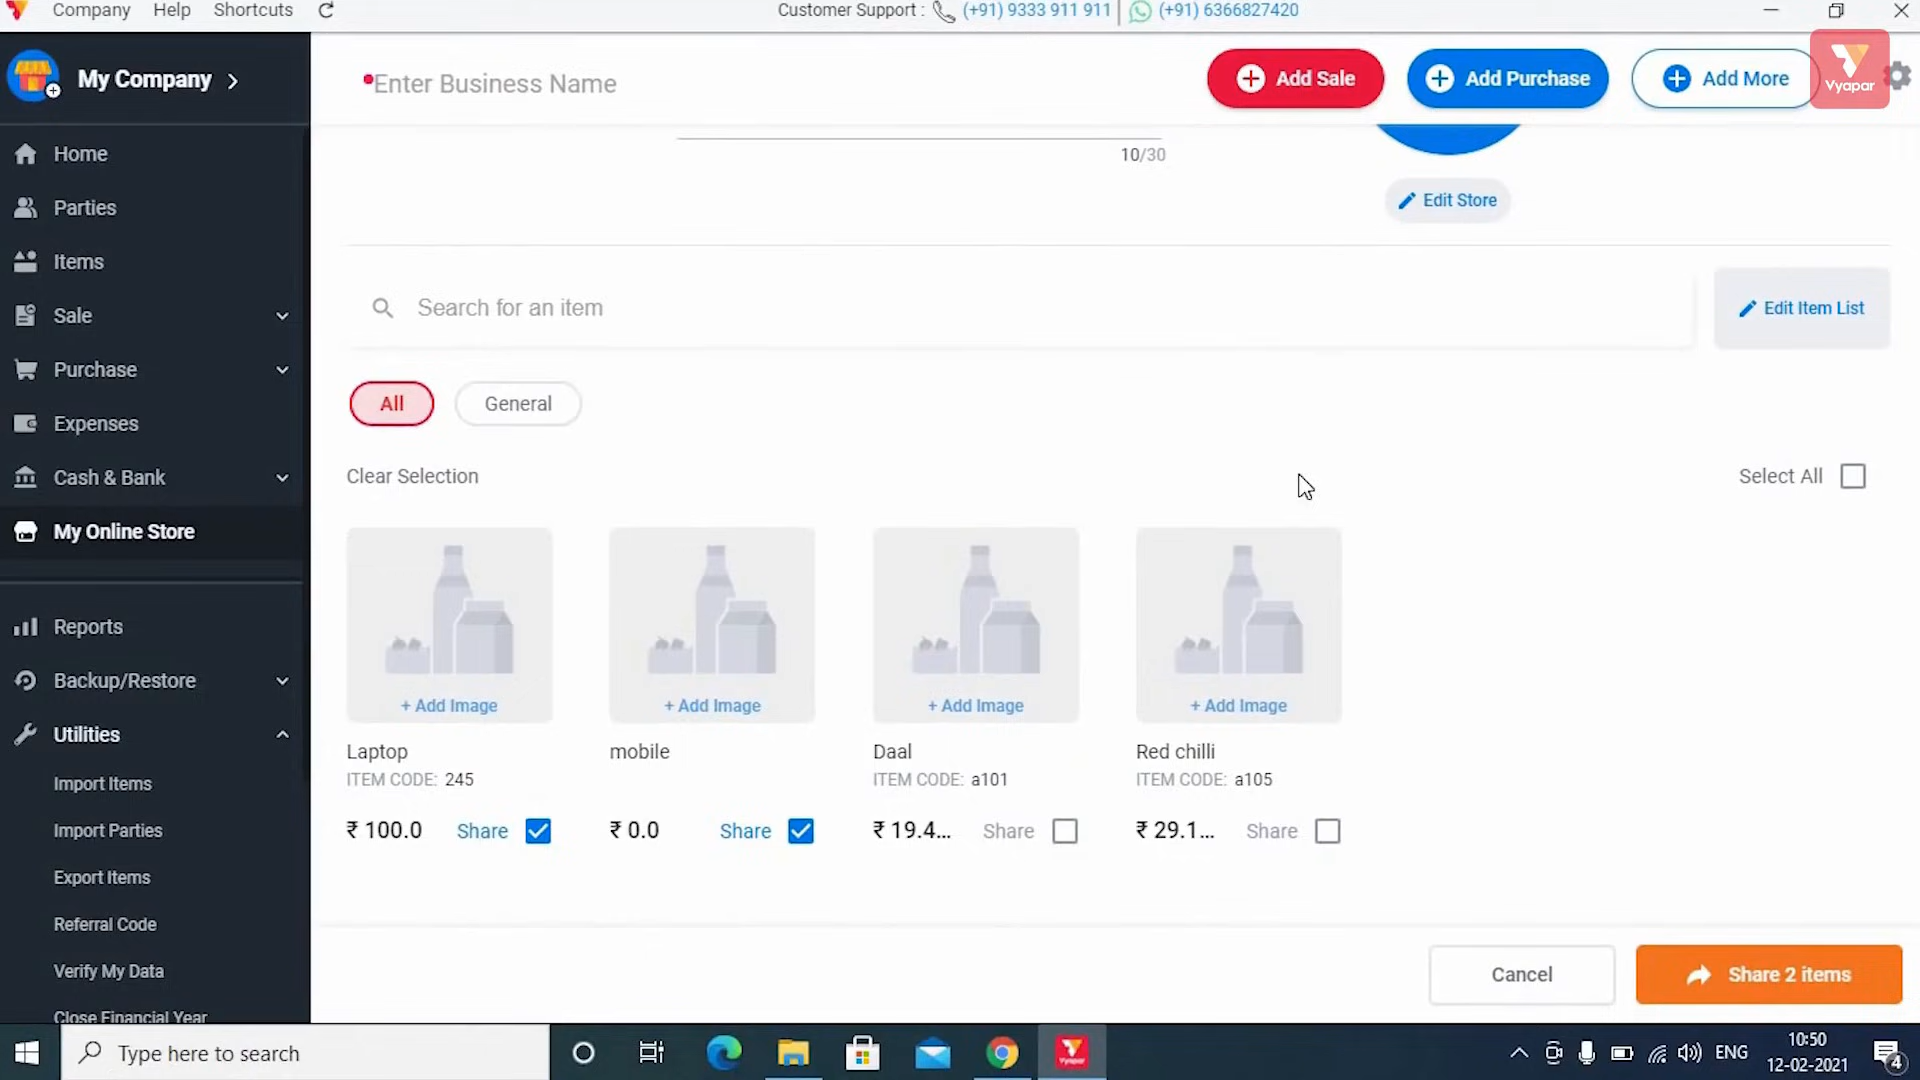 Company Help Shortcuts
Customer Support : (+91) 9333 911 911 (+91) 6366827420
My Company
Enter Business Name
Add Sale
Add Purchase
Add More
Vyapar
Home
Parties
Items
Sale
Purchase
Expenses
Cash & Bank
My Online Store
Reports
Backup/Restore
Utilities
Import Items
Import Parties
Export Items
Referral Code
Verify My Data
Close Financial Year
10/30
Edit Store
Search for an item
Edit Item List
All
General
Clear Selection
Select All
+ Add Image
+ Add Image
+ Add Image
+ Add Image
Laptop
ITEM CODE: 245
₹ 100.0 Share
mobile
₹ 0.0 Share
Daal
ITEM CODE: a101
₹ 19.4... Share
Red chilli
ITEM CODE: a105
₹ 29.1... Share
Cancel
Share 2 items
Type here to search
Vyapar
ENG
10:50
12-02-2021
4